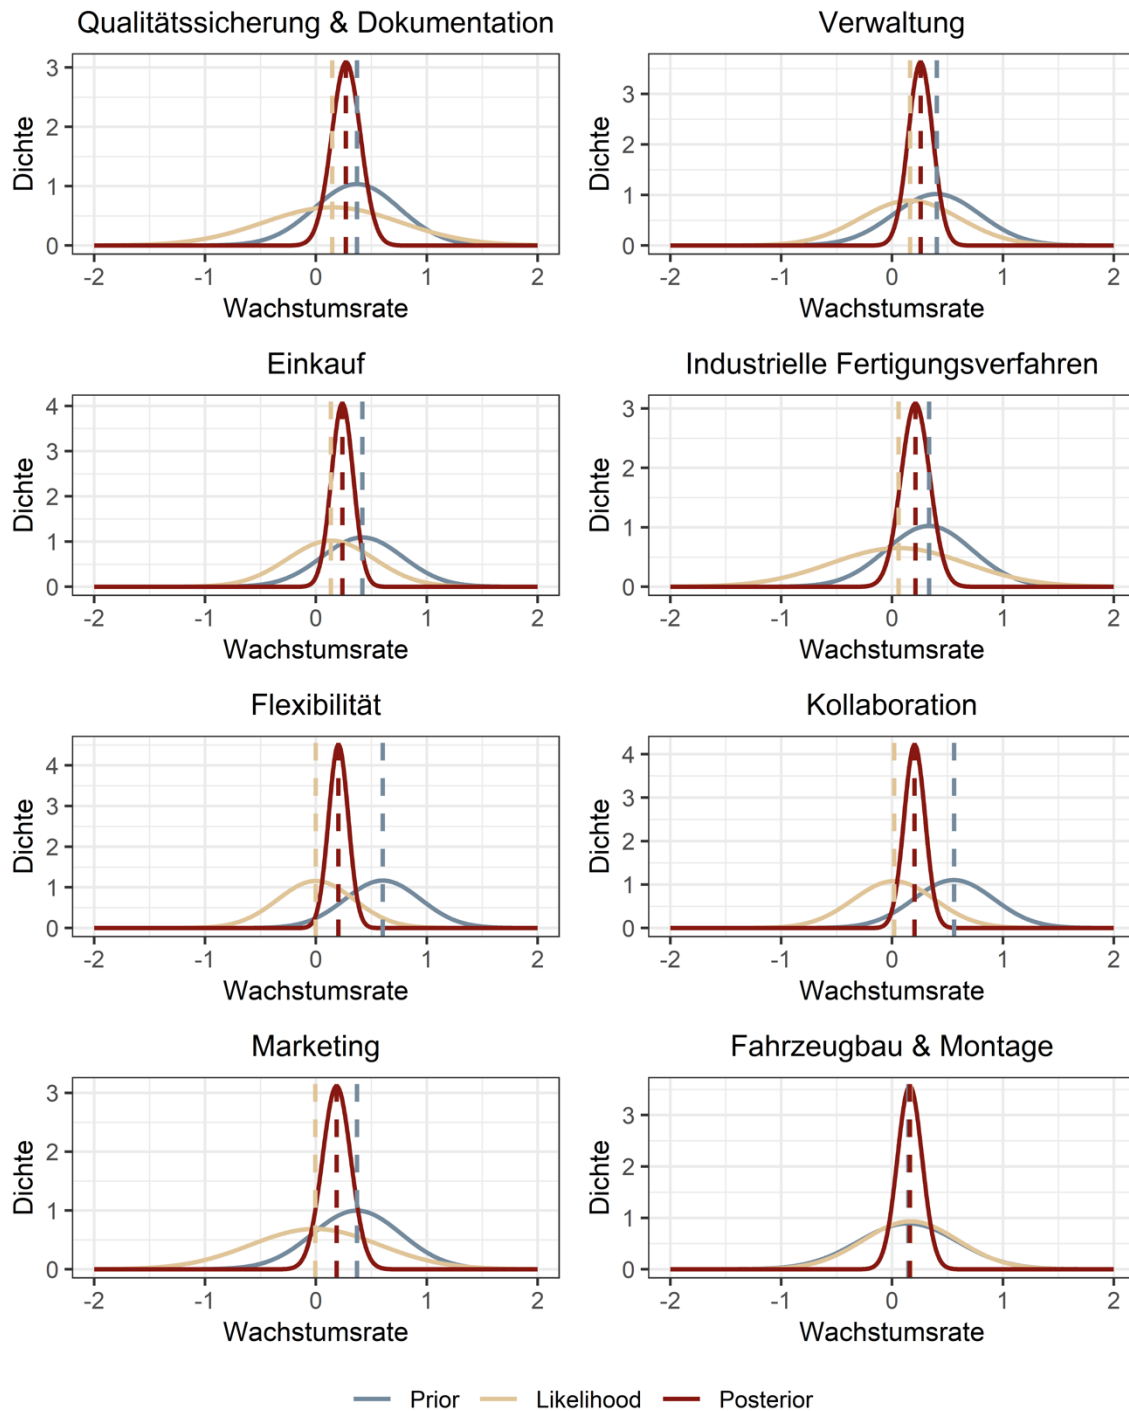 Qualitätssicherung & Dokumentation
3
2
1
0
Dichte
-2 -1 0 1 2
Wachstumsrate
Verwaltung
3
2
1
0
Dichte
-2 -1 0 1 2
Wachstumsrate
Einkauf
4
3
2
1
0
Dichte
-2 -1 0 1 2
Wachstumsrate
Industrielle Fertigungsverfahren
3
2
1
0
Dichte
-2 -1 0 1 2
Wachstumsrate
Flexibilität
4
3
2
1
0
Dichte
-2 -1 0 1 2
Wachstumsrate
Kollaboration
4
3
2
1
0
Dichte
-2 -1 0 1 2
Wachstumsrate
Marketing
3
2
1
0
Dichte
-2 -1 0 1 2
Wachstumsrate
Fahrzeugbau & Montage
3
2
1
0
Dichte
-2 -1 0 1 2
Wachstumsrate
Prior Likelihood Posterior